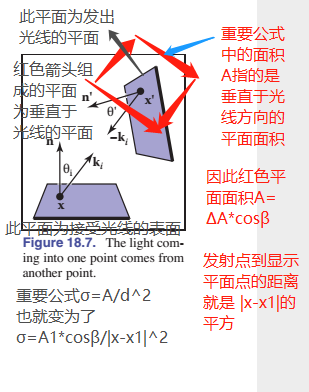 此平面为发出
光线的平面
红色箭头组
成的平面
为垂直于
光线的平面
n'
x'
θ'
-kᵢ
n
θᵢ
kᵢ
x
此平面为接受光线的表面
Figure 18.7. The light com-
ing into one point comes from
another point.
重要公式σ=A/d^2
也就变为了
σ=A1*cosβ/|x-x1|^2
重要公式
中的面积
A指的是
垂直于光
线方向的
平面面积
因此红色平
面面积A=
ΔA*cosβ
发射点到显示
平面点的距离
就是 |x-x1|的
平方